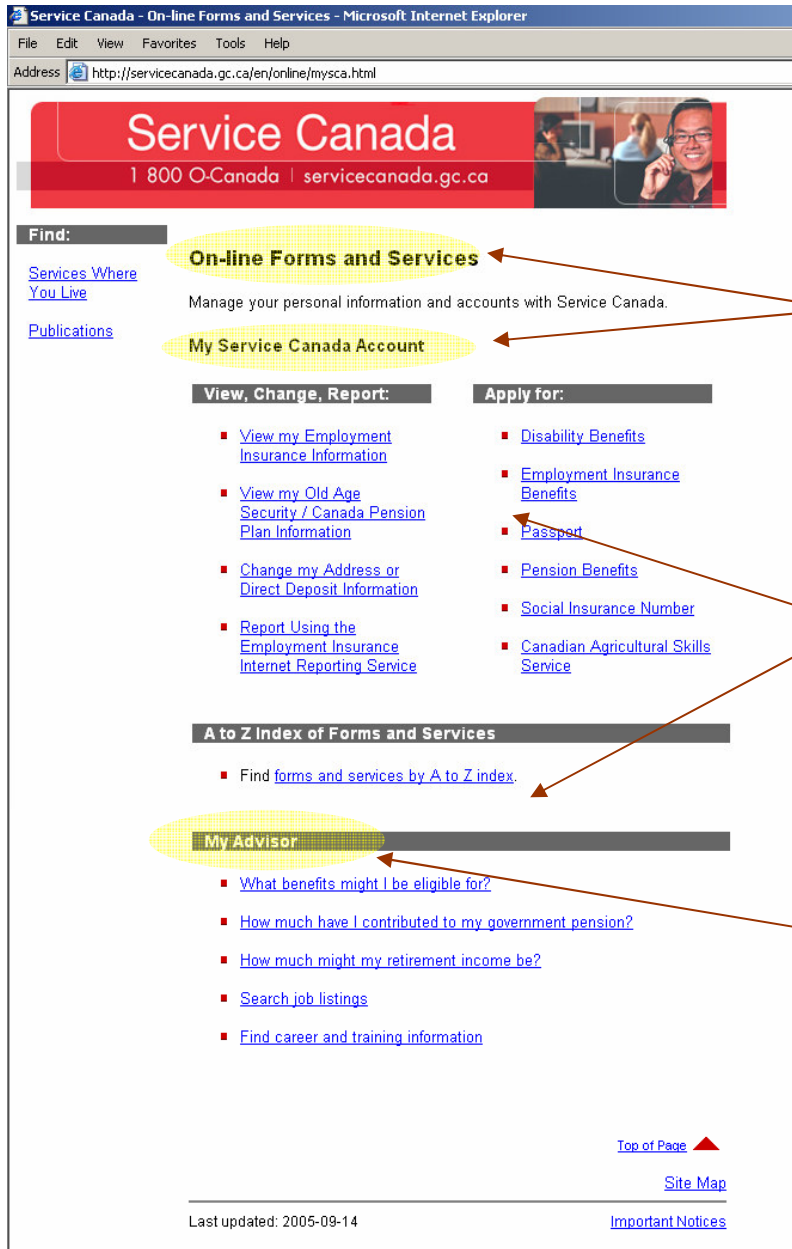 Service Canada - On-line Forms and Services - Microsoft Internet Explorer
File Edit View Favorites Tools Help
Address http://servicecanada.gc.ca/en/online/mysca.html
Service Canada
1 800 O-Canada | servicecanada.gc.ca
Find:
Services Where
You Live
Publications
On-line Forms and Services
Manage your personal information and accounts with Service Canada.
My Service Canada Account
View, Change, Report:
View my Employment
Insurance Information
View my Old Age
Security / Canada Pension
Plan Information
Change my Address or
Direct Deposit Information
Report Using the
Employment Insurance
Internet Reporting Service
Apply for:
Disability Benefits
Employment Insurance
Benefits
Passport
Pension Benefits
Social Insurance Number
Canadian Agricultural Skills
Service
A to Z Index of Forms and Services
Find forms and services by A to Z index.
My Advisor
What benefits might I be eligible for?
How much have I contributed to my government pension?
How much might my retirement income be?
Search job listings
Find career and training information
Top of Page
Site Map
Last updated: 2005-09-14
Important Notices